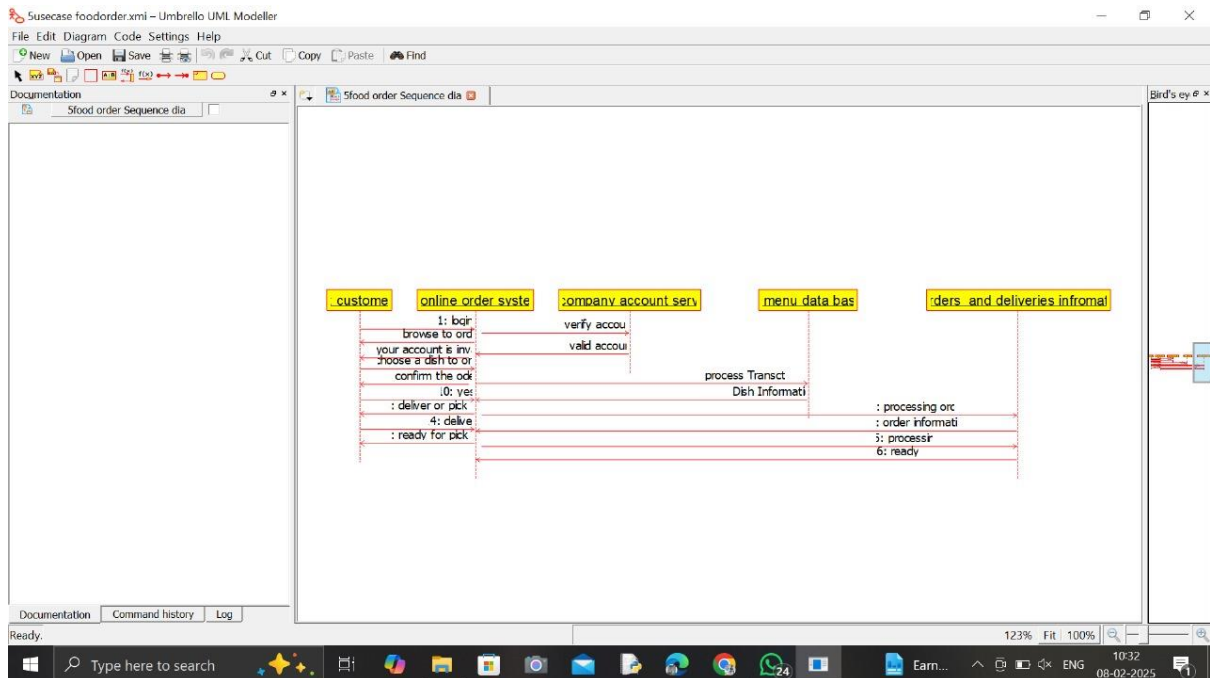 5usecase foodorder.xmi – Umbrello UML Modeller
File Edit Diagram Code Settings Help
New Open Save Cut Copy Paste Find
Documentation
5food order Sequence dia
5food order Sequence dia
Bird's ey
: custome
online order syste
company account serv
menu data bas
rders and deliveries infromat
1: login
verify accou
browse to ord
valid accour
your account is inv
choose a dish to or
confirm the ode
process Transct
10: yes
Dish Informati
: deliver or pick
: processing orc
4: delive
: order informati
: ready for pick
5: processir
6: ready
Documentation Command history Log
Ready.
123% Fit 100%
Type here to search
24
Earn...
ENG
10:32
08-02-2025
1